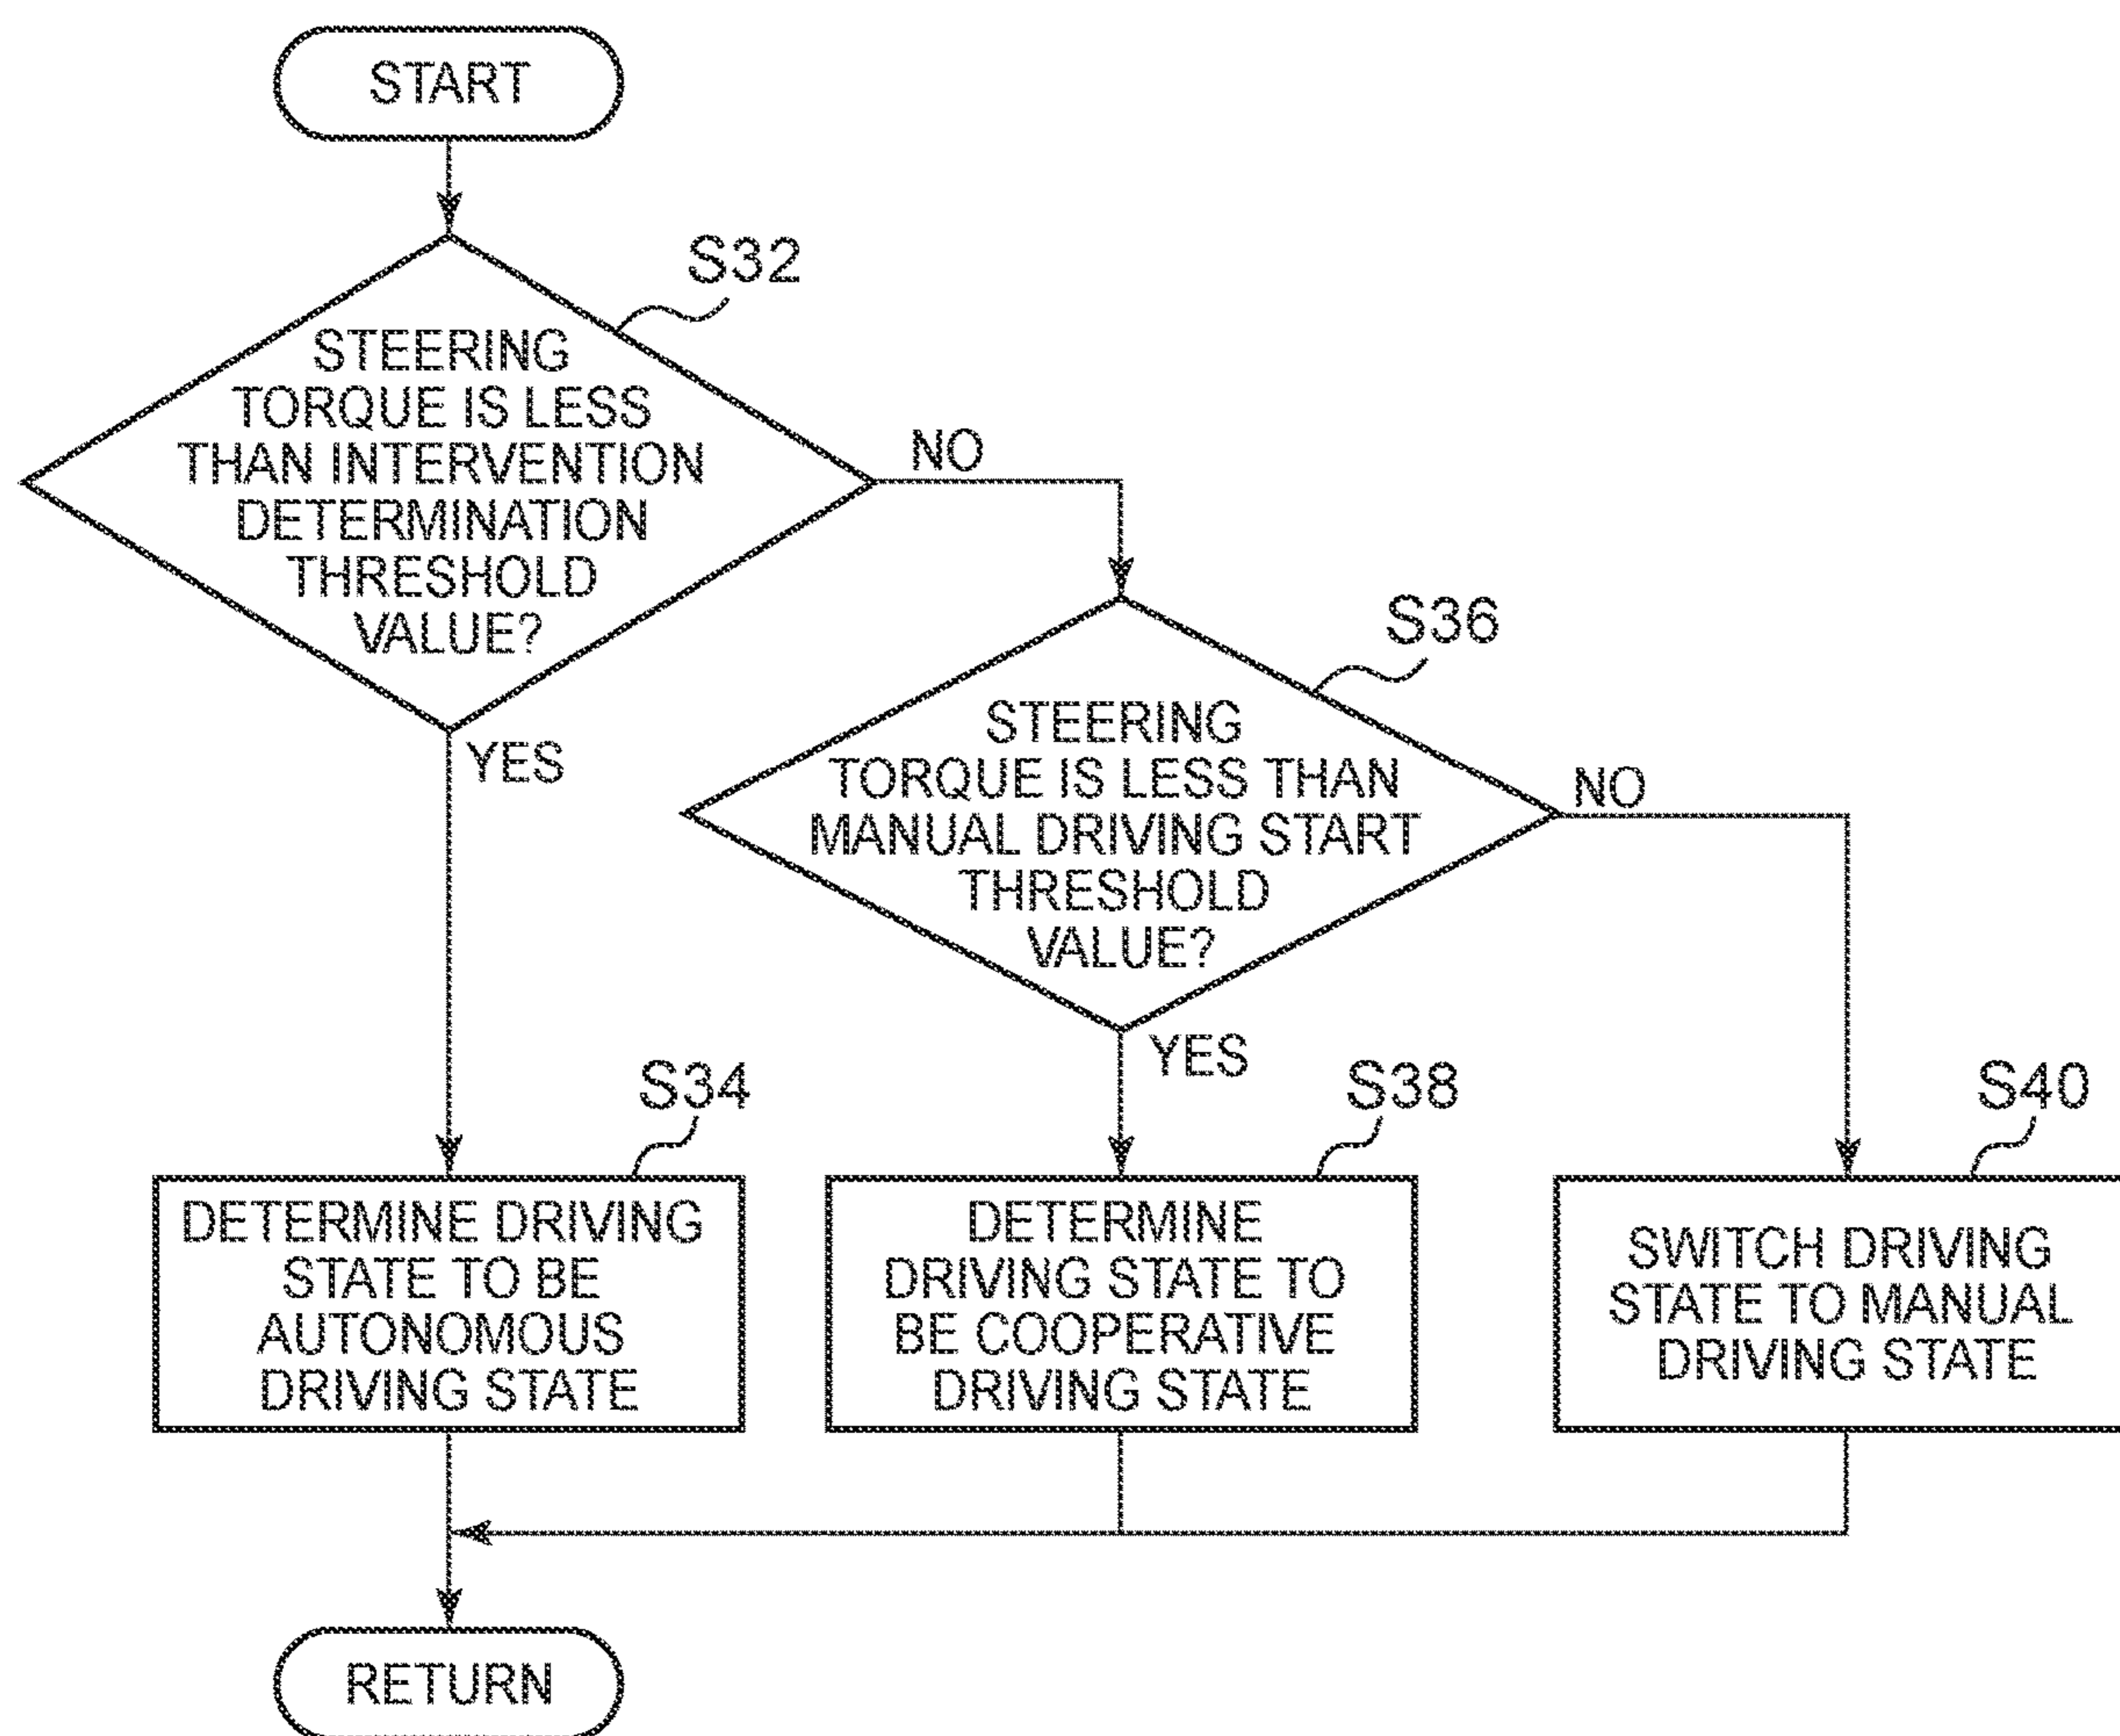 START
S32
STEERING
TORQUE IS LESS
THAN INTERVENTION
DETERMINATION
THRESHOLD
VALUE?
NO
YES
S36
STEERING
TORQUE IS LESS THAN
MANUAL DRIVING START
THRESHOLD
VALUE?
NO
YES
S34
DETERMINE DRIVING
STATE TO BE
AUTONOMOUS
DRIVING STATE
S38
DETERMINE
DRIVING STATE TO
BE COOPERATIVE
DRIVING STATE
S40
SWITCH DRIVING
STATE TO MANUAL
DRIVING STATE
RETURN